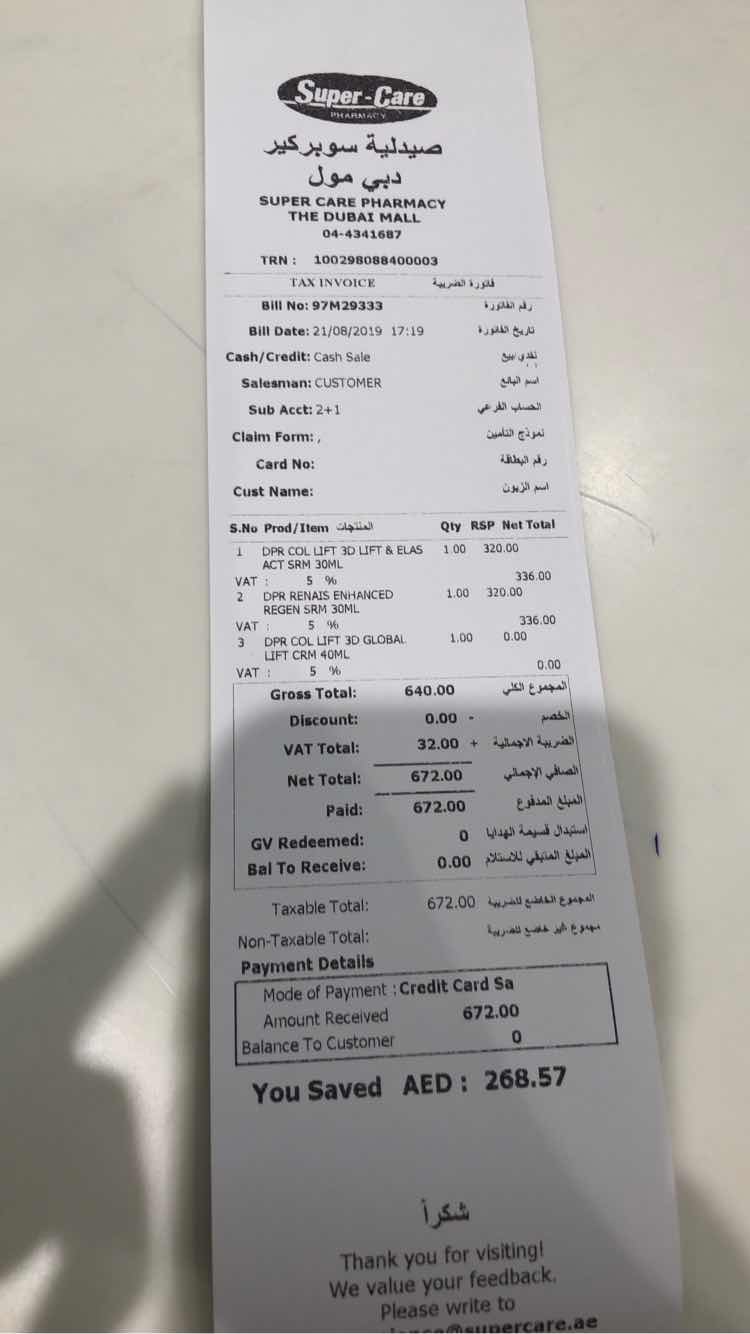 Super-Care
PHARMACY
صيدلية سوبركير
دبي مول
SUPER CARE PHARMACY
THE DUBAI MALL
04-4341687
TRN : 100298088400003
TAX INVOICE فاتورة الضريبة
Bill No: 97M29333 رقم الفاتورة
Bill Date: 21/08/2019 17:19 تاريخ الفاتورة
Cash/Credit: Cash Sale نقدي/بيع
Salesman: CUSTOMER اسم البائع
Sub Acct: 2+1 الحساب الفرعي
Claim Form: , نموذج التأمين
Card No: رقم البطاقة
Cust Name: اسم الزبون
S.No Prod/Item المنتجات Qty RSP Net Total
1 DPR COL LIFT 3D LIFT & ELAS 1.00 320.00
ACT SRM 30ML
VAT : 5 % 336.00
2 DPR RENAIS ENHANCED 1.00 320.00
REGEN SRM 30ML
VAT : 5 % 336.00
3 DPR COL LIFT 3D GLOBAL 1.00 0.00
LIFT CRM 40ML
VAT : 5 % 0.00
Gross Total: 640.00 المجموع الكلي
Discount: 0.00 - الخصم
VAT Total: 32.00 + الضريبة الاجمالية
Net Total: 672.00 الصافي الإجمالي
Paid: 672.00 المبلغ المدفوع
GV Redeemed: 0 استبدال قسيمة الهدايا
Bal To Receive: 0.00 المبلغ المتبقي للاستلام
Taxable Total: 672.00 المجموع الخاضع للضريبة
Non-Taxable Total: مجموع غير خاضع للضريبة
Payment Details
Mode of Payment : Credit Card Sa
Amount Received 672.00
Balance To Customer 0
You Saved AED : 268.57
شكراً
Thank you for visiting!
We value your feedback.
Please write to
@supercare.ae